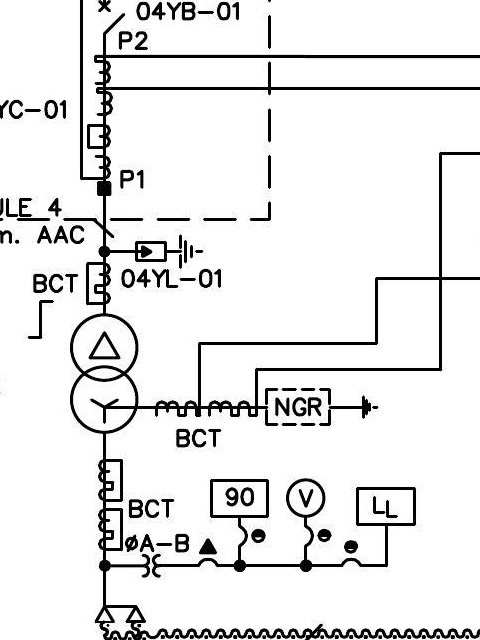 04YB-01
P2
YC-01
P1
ULE 4
m. AAC
BCT
04YL-01
NGR
BCT
BCT
90
V
LL
ØA-B